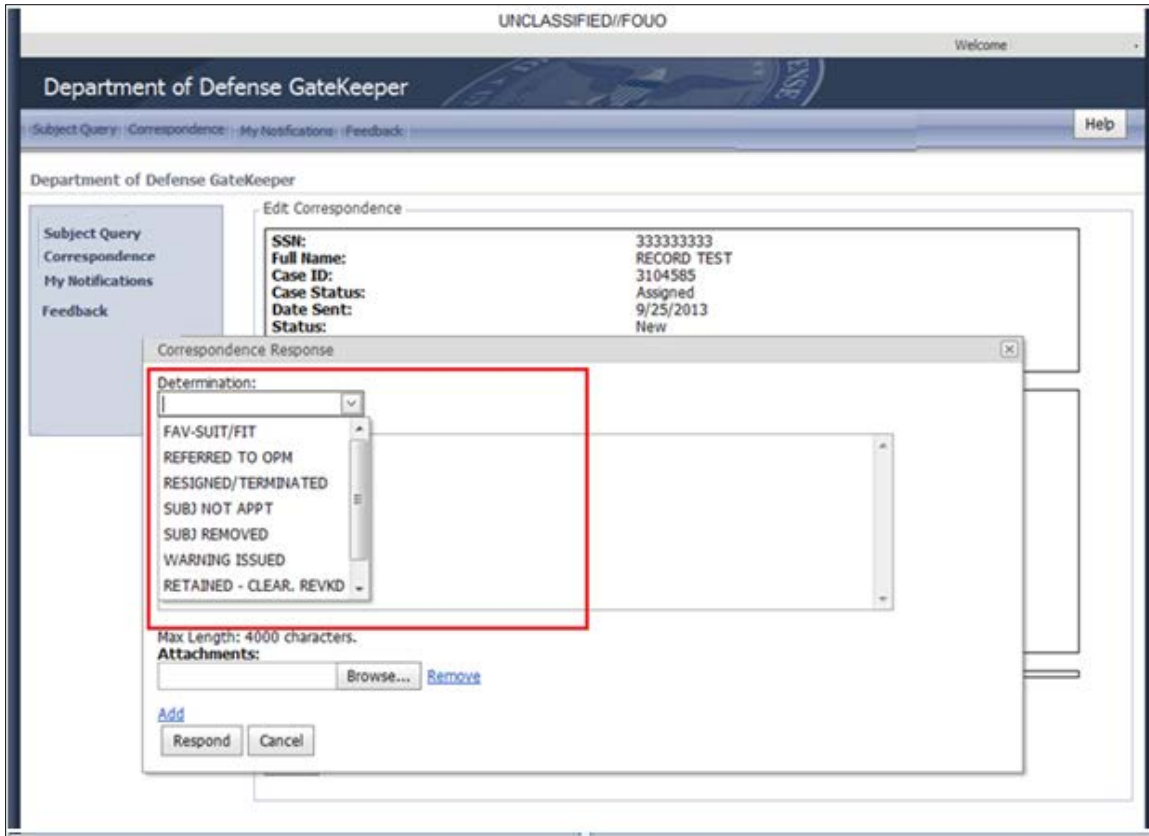 UNCLASSIFIED//FOUO
Welcome
Department of Defense GateKeeper
Subject Query Correspondence My Notifications Feedback
Help
Department of Defense GateKeeper
Subject Query
Correspondence
My Notifications
Feedback
Edit Correspondence
SSN: 333333333
Full Name: RECORD TEST
Case ID: 3104585
Case Status: Assigned
Date Sent: 9/25/2013
Status: New
Correspondence Response
Determination:
FAV-SUIT/FIT
REFERRED TO OPM
RESIGNED/TERMINATED
SUBJ NOT APPT
SUBJ REMOVED
WARNING ISSUED
RETAINED - CLEAR. REVKD
Max Length: 4000 characters.
Attachments:
Browse... Remove
Add
Respond Cancel